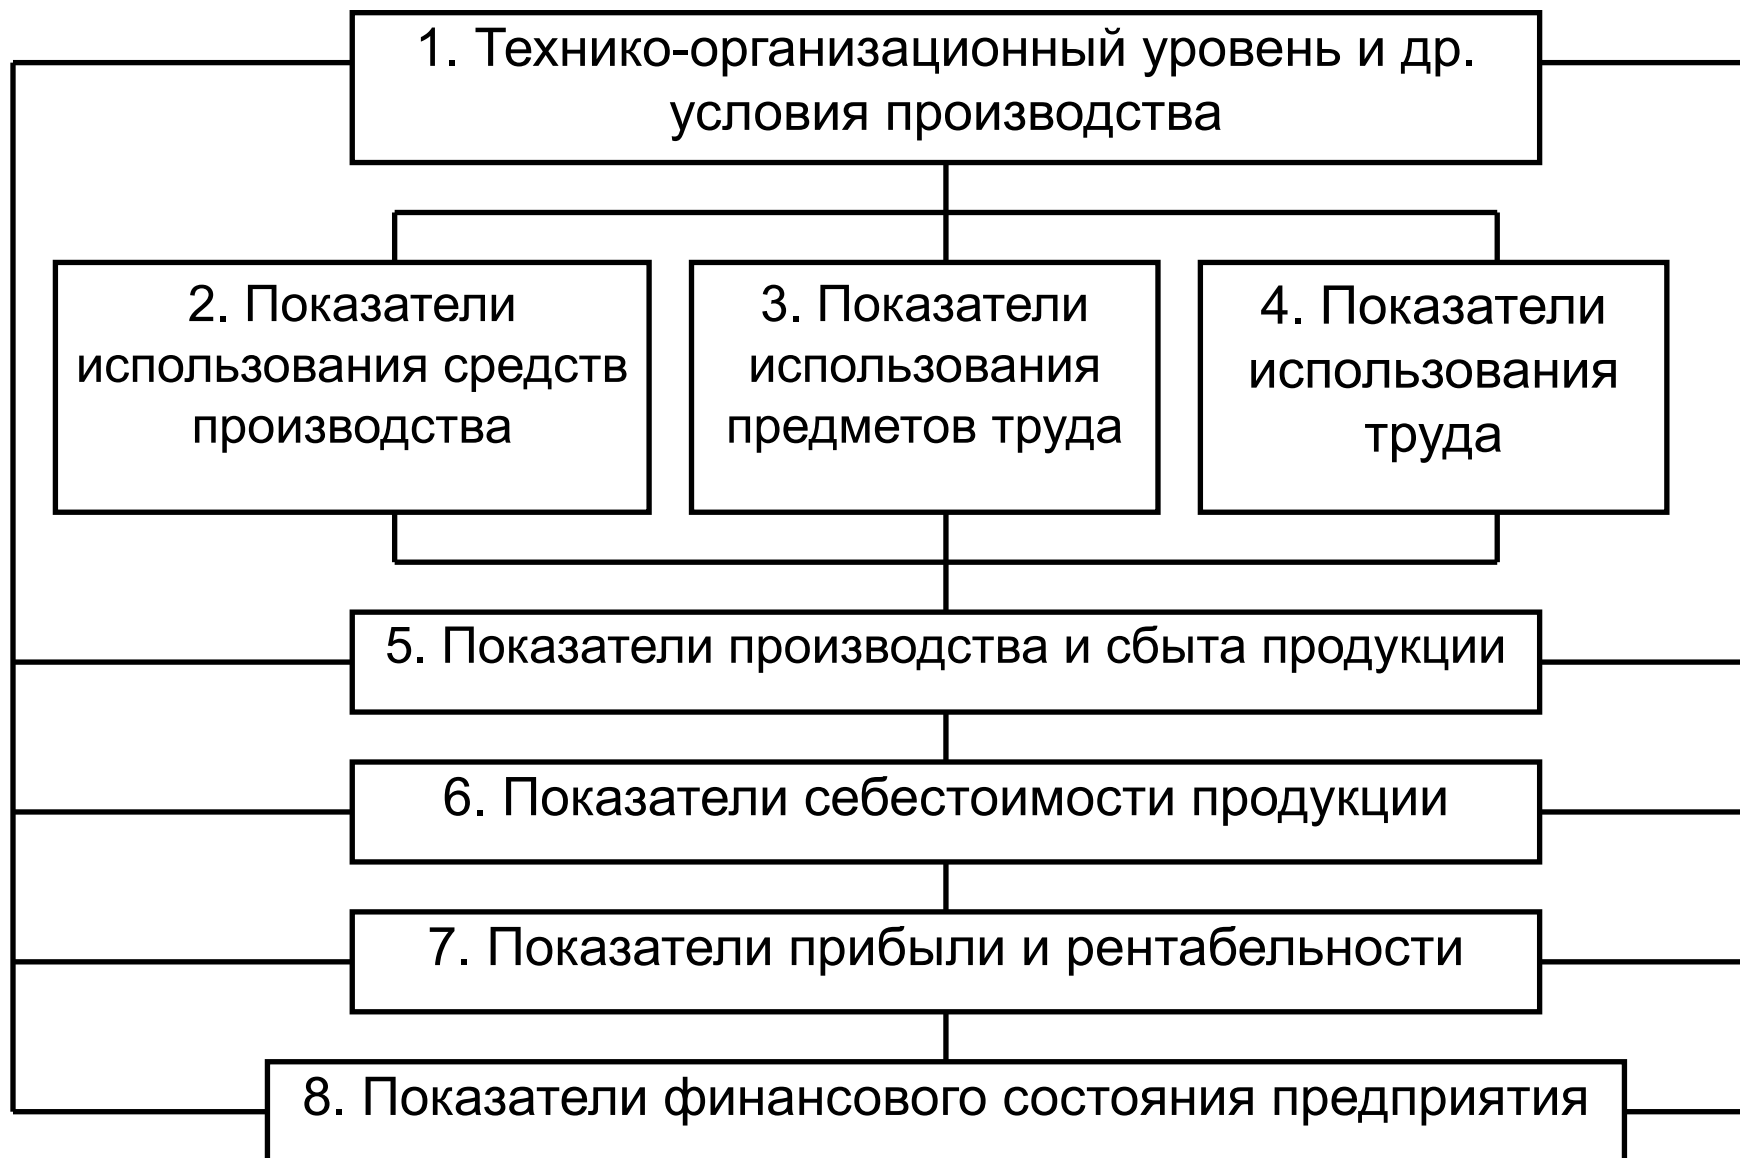 1. Технико-организационный уровень и др.
условия производства
2. Показатели
использования средств
производства
3. Показатели
использования
предметов труда
4. Показатели
использования
труда
5. Показатели производства и сбыта продукции
6. Показатели себестоимости продукции
7. Показатели прибыли и рентабельности
8. Показатели финансового состояния предприятия